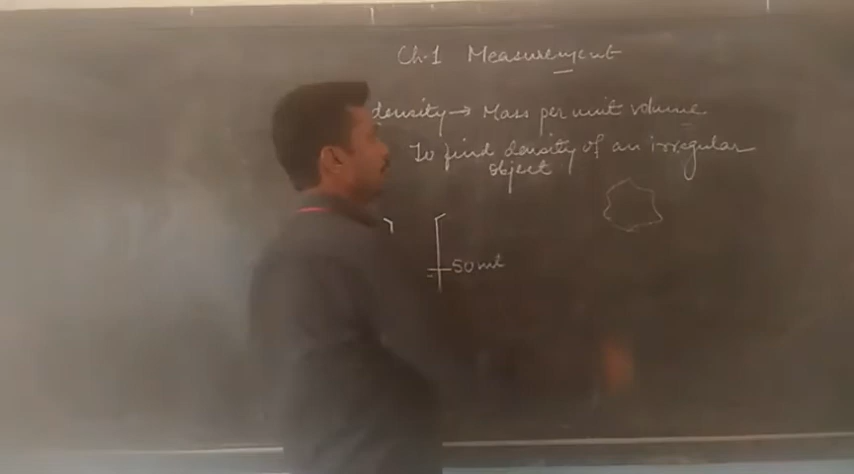 Ch-1 Measurement
density → Mass per unit volume
To find density of an irregular
object
50 ml